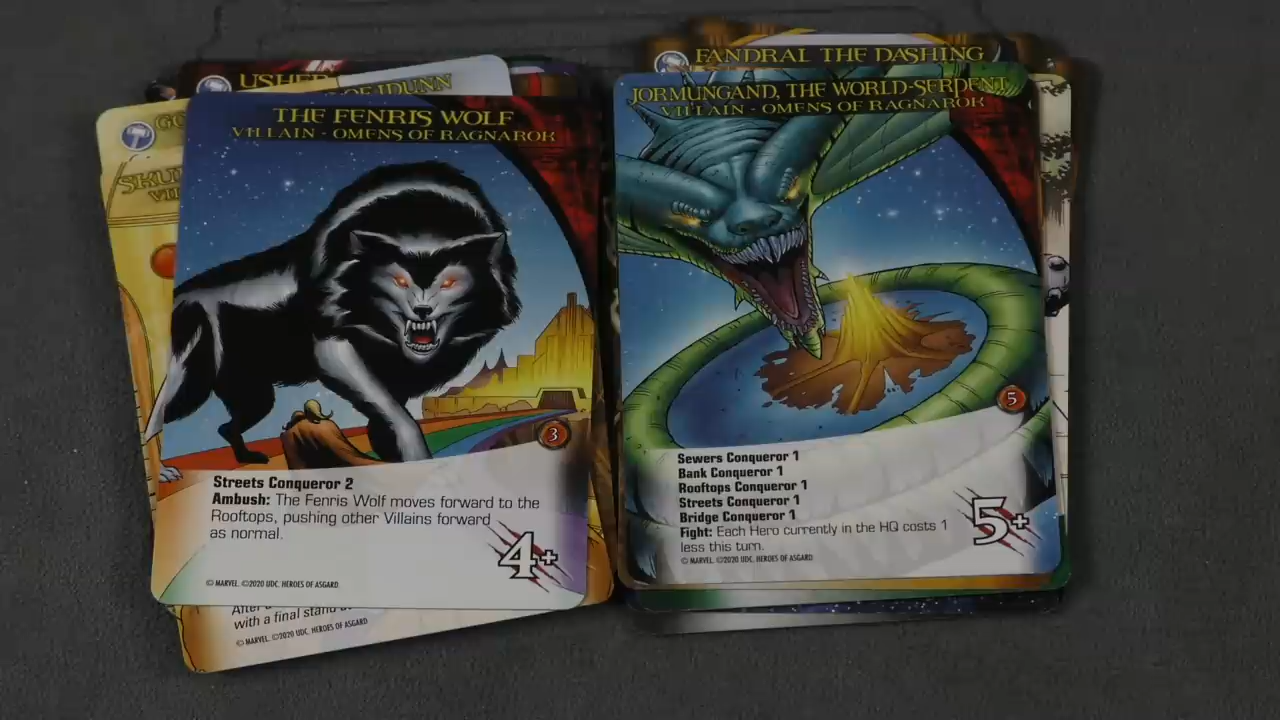 USHER
OF IDUNN
THE FENRIS WOLF
VILLAIN - OMENS OF RAGNAROK
3
Streets Conqueror 2
Ambush: The Fenris Wolf moves forward to the
Rooftops, pushing other Villains forward
as normal.
4+
© MARVEL. ©2020 UDC. HEROES OF ASGARD.
with a final stand
© MARVEL. ©2020 UDC. HEROES OF ASGARD
FANDRAL THE DASHING
JORMUNGAND, THE WORLD-SERPENT
VILLAIN - OMENS OF RAGNAROK
5
Sewers Conqueror 1
Bank Conqueror 1
Rooftops Conqueror 1
Streets Conqueror 1
Bridge Conqueror 1
Fight: Each Hero currently in the HQ costs 1
less this turn.
5+
© MARVEL. ©2020 UDC. HEROES OF ASGARD